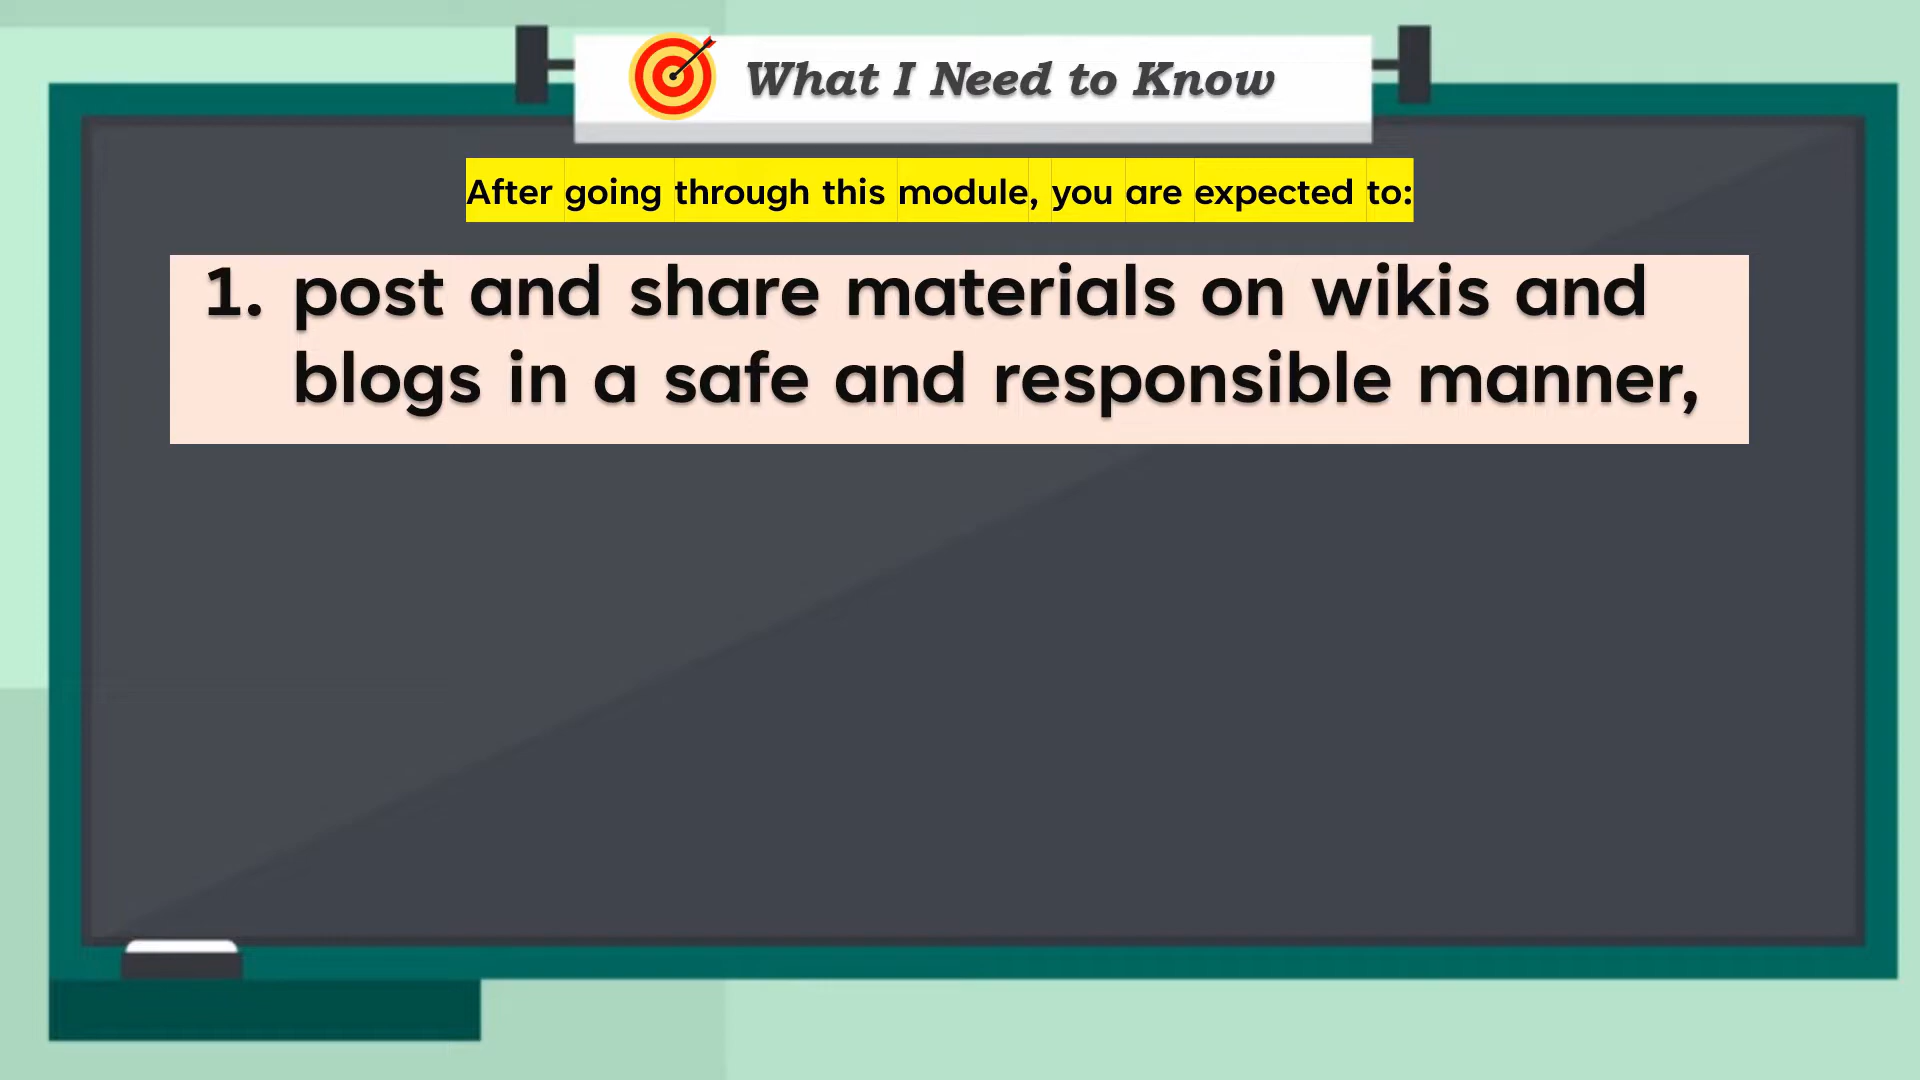 What I Need to Know
After going through this module, you are expected to:
1. post and share materials on wikis and
blogs in a safe and responsible manner,